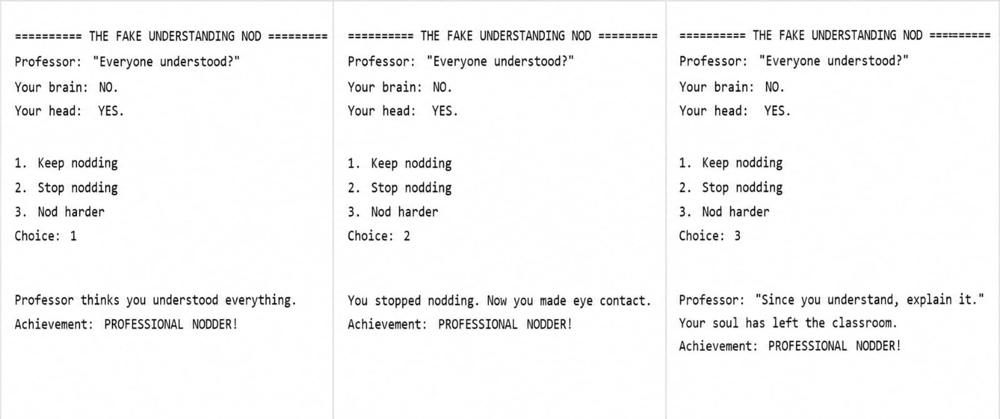 ========== THE FAKE UNDERSTANDING NOD =========
Professor: "Everyone understood?"
Your brain: NO.
Your head: YES.
1. Keep nodding
2. Stop nodding
3. Nod harder
Choice: 1
Professor thinks you understood everything.
Achievement: PROFESSIONAL NODDER!
========== THE FAKE UNDERSTANDING NOD =========
Professor: "Everyone understood?"
Your brain: NO.
Your head: YES.
1. Keep nodding
2. Stop nodding
3. Nod harder
Choice: 2
You stopped nodding. Now you made eye contact.
Achievement: PROFESSIONAL NODDER!
========== THE FAKE UNDERSTANDING NOD =========
Professor: "Everyone understood?"
Your brain: NO.
Your head: YES.
1. Keep nodding
2. Stop nodding
3. Nod harder
Choice: 3
Professor: "Since you understand, explain it."
Your soul has left the classroom.
Achievement: PROFESSIONAL NODDER!